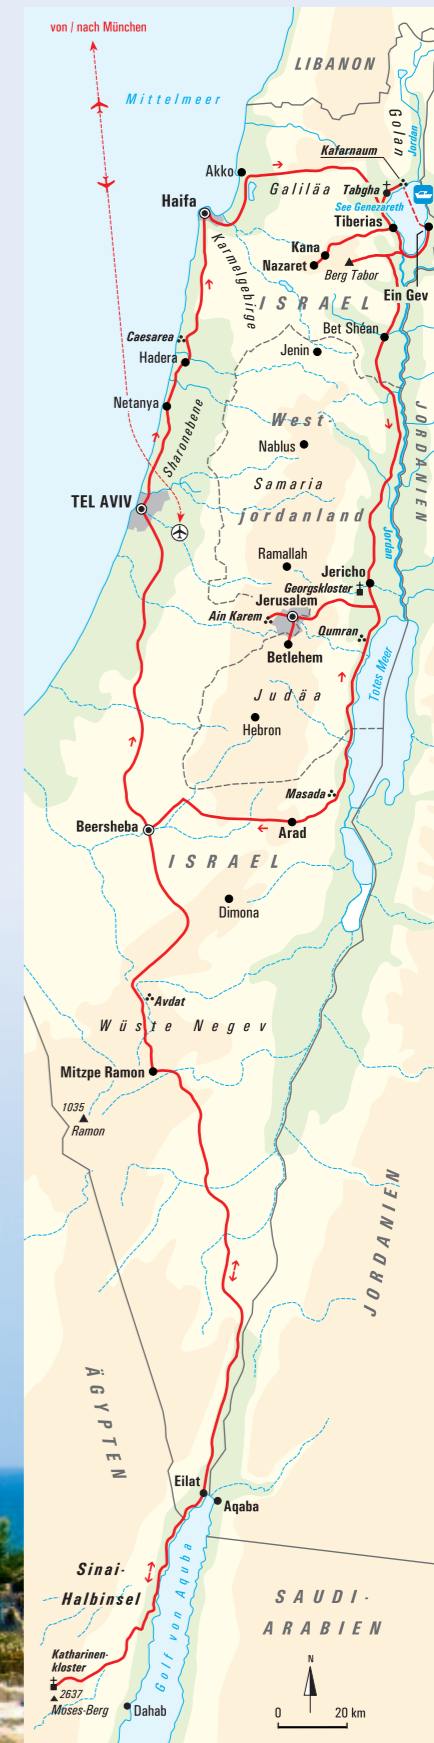 von / nach München
LIBANON
Mittelmeer
Golan
Jordan
Kafarnaum
Akko
Galiläa
Tabgha
See Genezareth
Haifa
Tiberias
Karmelgebirge
Kana
Nazaret
Berg Tabor
Ein Gev
ISRAEL
Bet Shéan
Caesarea
Jenin
Hadera
Netanya
Sharonebene
JORDANIEN
West-
Nablus
Samaria
TEL AVIV
jordanland
Jordan
Ramallah
Jericho
Georgskloster
Jerusalem
Ain Karem
Qumran
Betlehem
Totes Meer
Judäa
Hebron
Masada
Beersheba
Arad
ISRAEL
Dimona
Avdat
Wüste Negev
Mitzpe Ramon
1035
Ramon
JORDANIEN
ÄGYPTEN
Eilat
Aqaba
Sinai-
Halbinsel
Golf von Aquba
SAUDI-
ARABIEN
Katharinen-
kloster
2637
Moses-Berg
Dahab
N
0 20 km